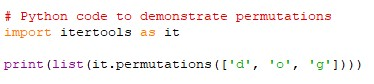 # Python code to demonstrate permutations
import itertools as it
print(list(it.permutations(['d', 'o', 'g'])))